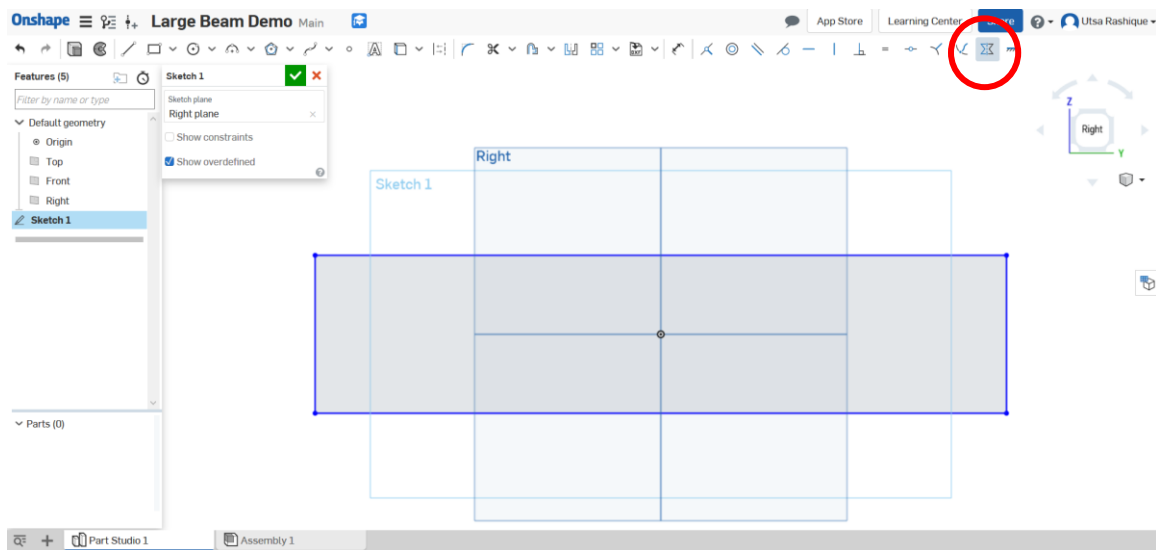 Onshape Large Beam Demo Main App Store Learning Center Share Utsa Rashique
Features (5)
Filter by name or type
Default geometry
Origin
Top
Front
Right
Sketch 1
Parts (0)
Sketch 1
Sketch plane
Right plane
Show constraints
Show overdefined
Right
Sketch 1
Z
Right
Y
Part Studio 1 Assembly 1